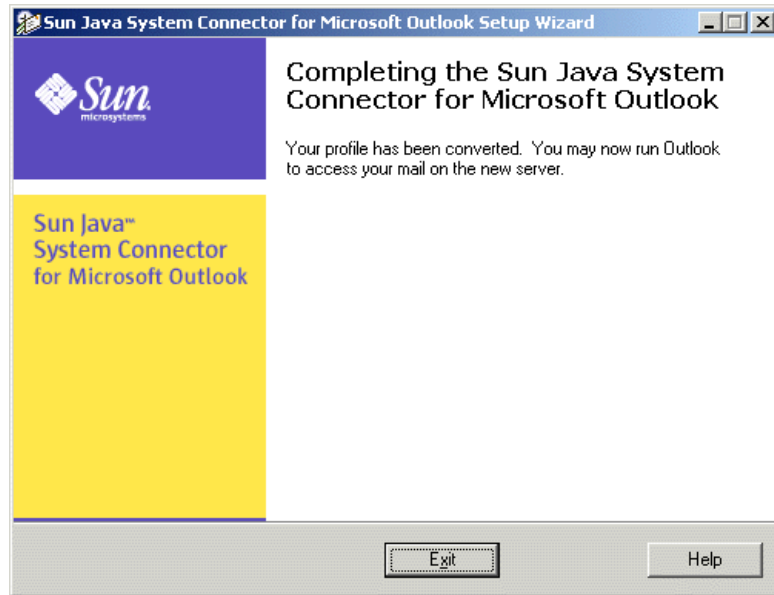 Sun Java System Connector for Microsoft Outlook Setup Wizard
Sun
microsystems
Completing the Sun Java System
Connector for Microsoft Outlook
Your profile has been converted. You may now run Outlook
to access your mail on the new server.
Sun Java™
System Connector
for Microsoft Outlook
Exit
Help